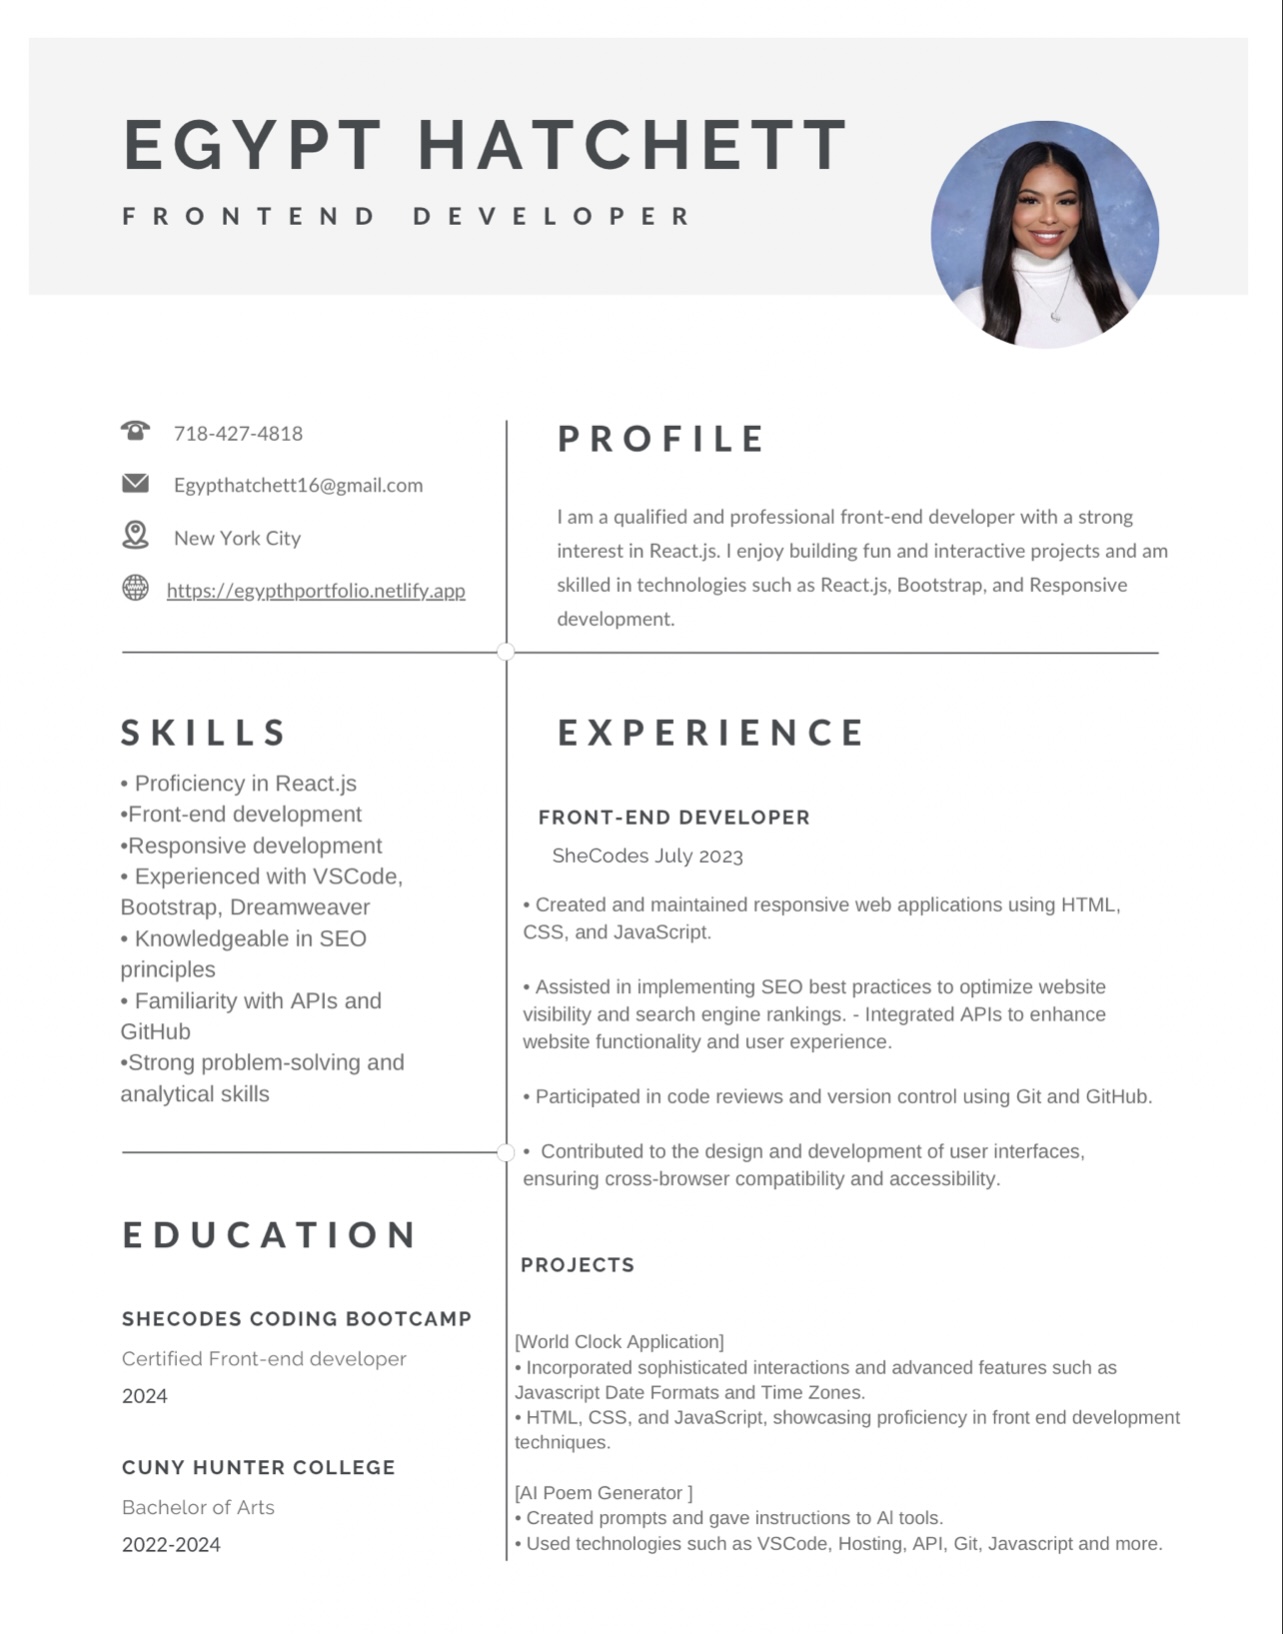 EGYPT HATCHETT
FRONTEND DEVELOPER
718-427-4818
Egypthatchett16@gmail.com
New York City
https://egypthportfolio.netlify.app
PROFILE
I am a qualified and professional front-end developer with a strong
interest in React.js. I enjoy building fun and interactive projects and am
skilled in technologies such as React.js, Bootstrap, and Responsive
development.
SKILLS
• Proficiency in React.js
•Front-end development
•Responsive development
• Experienced with VSCode,
Bootstrap, Dreamweaver
• Knowledgeable in SEO
principles
• Familiarity with APIs and
GitHub
•Strong problem-solving and
analytical skills
EDUCATION
SHECODES CODING BOOTCAMP
Certified Front-end developer
2024
CUNY HUNTER COLLEGE
Bachelor of Arts
2022-2024
EXPERIENCE
FRONT-END DEVELOPER
SheCodes July 2023
• Created and maintained responsive web applications using HTML,
CSS, and JavaScript.
• Assisted in implementing SEO best practices to optimize website
visibility and search engine rankings. - Integrated APIs to enhance
website functionality and user experience.
• Participated in code reviews and version control using Git and GitHub.
• Contributed to the design and development of user interfaces,
ensuring cross-browser compatibility and accessibility.
PROJECTS
[World Clock Application]
• Incorporated sophisticated interactions and advanced features such as
Javascript Date Formats and Time Zones.
• HTML, CSS, and JavaScript, showcasing proficiency in front end development
techniques.
[AI Poem Generator ]
• Created prompts and gave instructions to Al tools.
• Used technologies such as VSCode, Hosting, API, Git, Javascript and more.